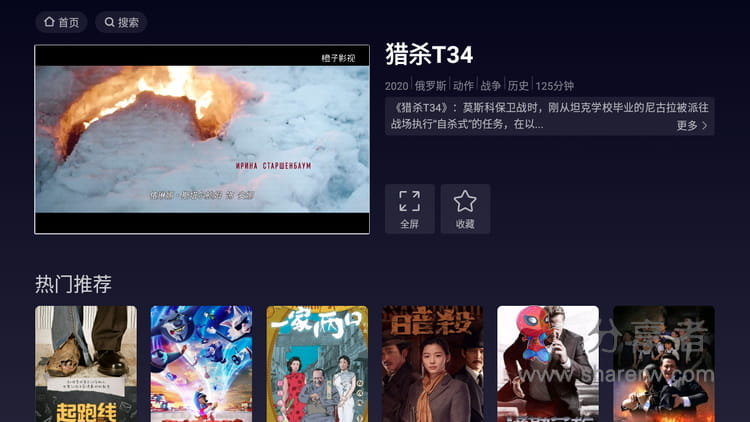 首页
搜索
橙子影视
ИРИНА СТАРШЕНБАУМ
猎杀T34
2020 俄罗斯 动作 战争 历史 125分钟
《猎杀T34》：莫斯科保卫战时，刚从坦克学校毕业的尼古拉被派往
战场执行“自杀式”的任务，在以...
更多
全屏
收藏
热门推荐
起跑线
一家两口
暗殺
分享者
www.sharerw.com